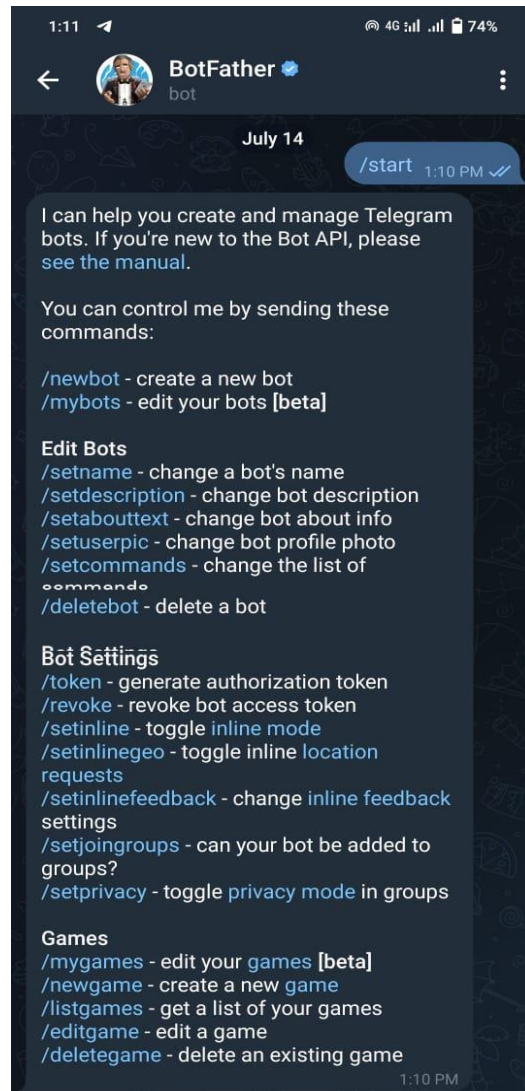 1:11 4G 74%
BotFather
bot
July 14
/start 1:10 PM
I can help you create and manage Telegram
bots. If you're new to the Bot API, please
see the manual.
You can control me by sending these
commands:
/newbot - create a new bot
/mybots - edit your bots [beta]
Edit Bots
/setname - change a bot's name
/setdescription - change bot description
/setabouttext - change bot about info
/setuserpic - change bot profile photo
/setcommands - change the list of
commands
/deletebot - delete a bot
Bot Settings
/token - generate authorization token
/revoke - revoke bot access token
/setinline - toggle inline mode
/setinlinegeo - toggle inline location
requests
/setinlinefeedback - change inline feedback
settings
/setjoingroups - can your bot be added to
groups?
/setprivacy - toggle privacy mode in groups
Games
/mygames - edit your games [beta]
/newgame - create a new game
/listgames - get a list of your games
/editgame - edit a game
/deletegame - delete an existing game
1:10 PM